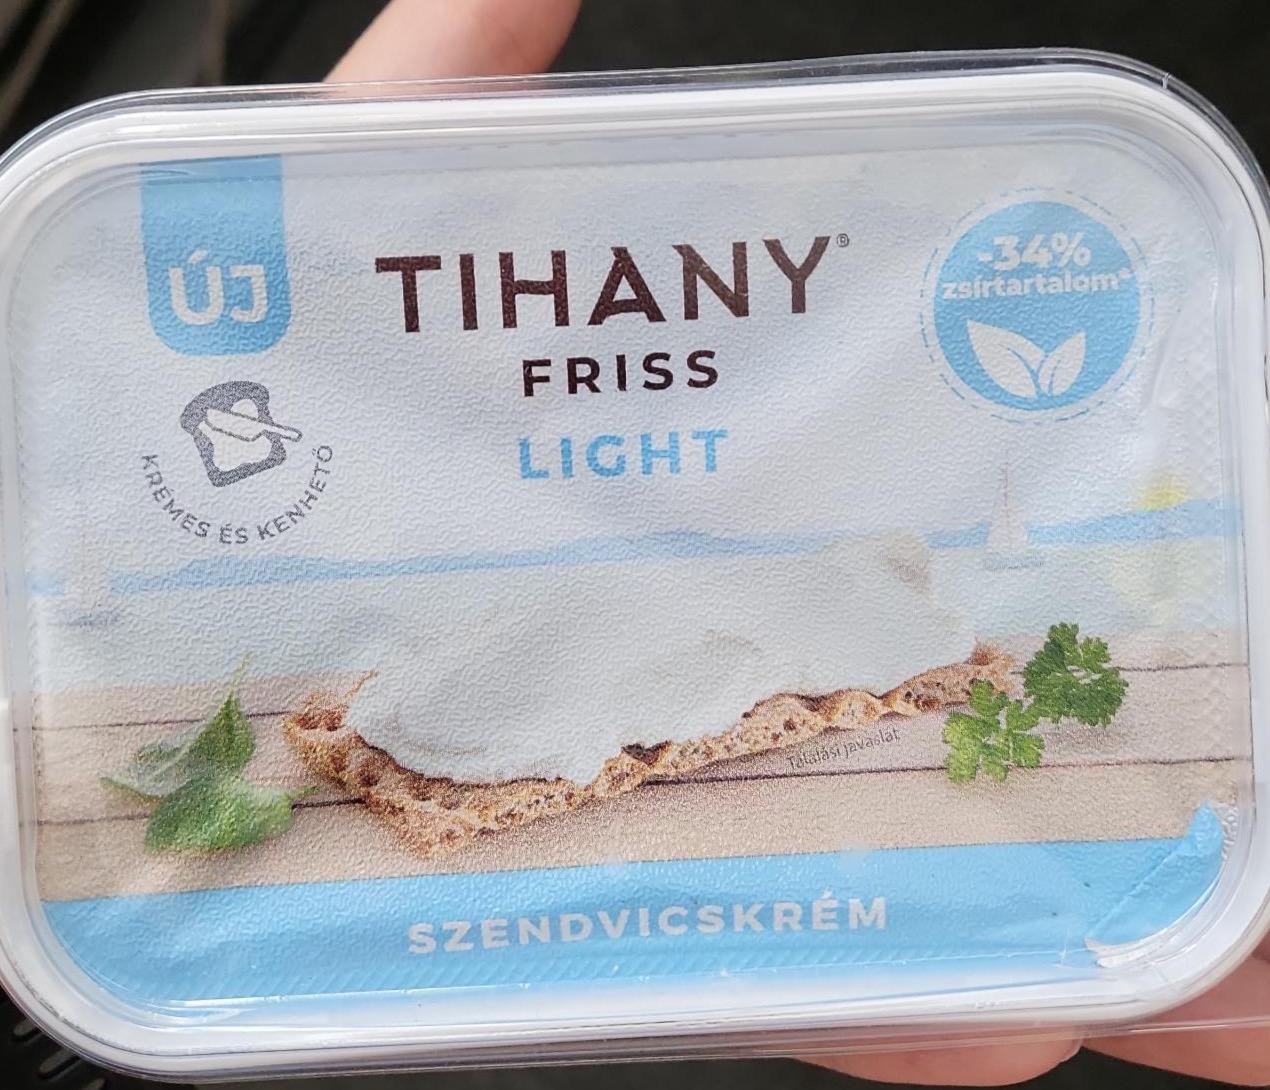 ÚJ
TIHANY®
FRISS
LIGHT
-34%
zsírtartalom*
KRÉMES ÉS KENHETŐ
Tálalási javaslat
SZENDVICSKRÉM